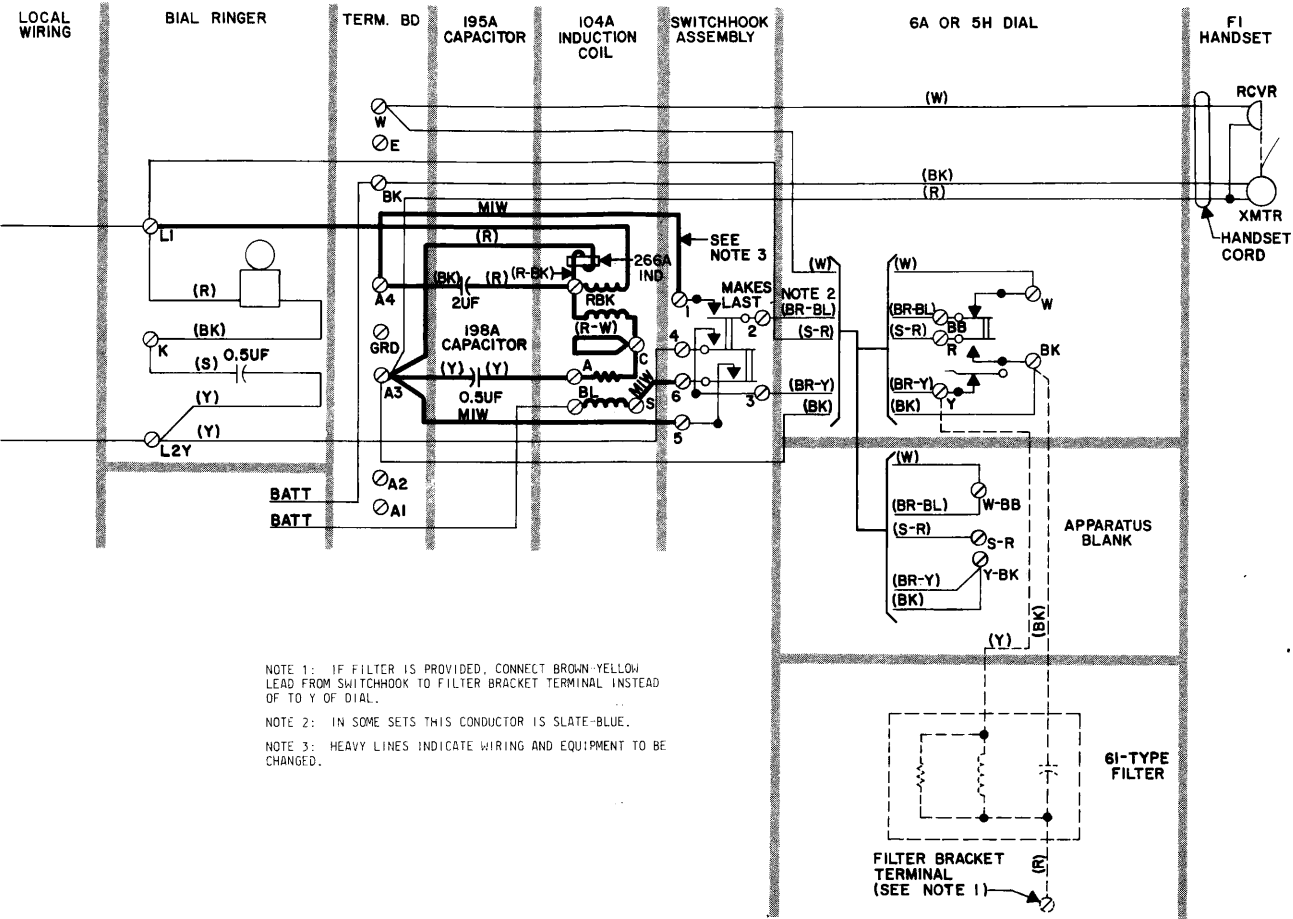 LOCAL
WIRING
BIAL RINGER
TERM. BD
195A
CAPACITOR
104A
INDUCTION
COIL
SWITCHHOOK
ASSEMBLY
6A OR 5H DIAL
F1
HANDSET
W
(W)
RCVR
E
BK
(BK)
(R)
XMTR
HANDSET
CORD
L1
MIW
(R)
SEE
NOTE 3
(R-BK)
266A
IND
(R)
A4
(BK)
(R)
2UF
RBK
1
MAKES
LAST
2
NOTE 2
(W)
(BR-BL)
(S-R)
(W)
W
(BR-BL)
BB
(S-R)
R
(BK)
K
GRD
198A
CAPACITOR
(R-W)
C
4
BK
(S)
0.5UF
A3
(Y)
(Y)
0.5UF
A
BL
S
MIW
6
3
(BR-Y)
(BK)
(BR-Y)
Y
(BK)
(Y)
MIW
5
(Y)
L2Y
A2
BATT
A1
BATT
(W)
W-BB
(BR-BL)
(S-R)
S-R
Y-BK
(BR-Y)
(BK)
APPARATUS
BLANK
(Y)
(BK)
NOTE 1: IF FILTER IS PROVIDED, CONNECT BROWN-YELLOW
LEAD FROM SWITCHHOOK TO FILTER BRACKET TERMINAL INSTEAD
OF TO Y OF DIAL.
NOTE 2: IN SOME SETS THIS CONDUCTOR IS SLATE-BLUE.
NOTE 3: HEAVY LINES INDICATE WIRING AND EQUIPMENT TO BE
CHANGED.
61-TYPE
FILTER
FILTER BRACKET
TERMINAL
(SEE NOTE 1)
(R)